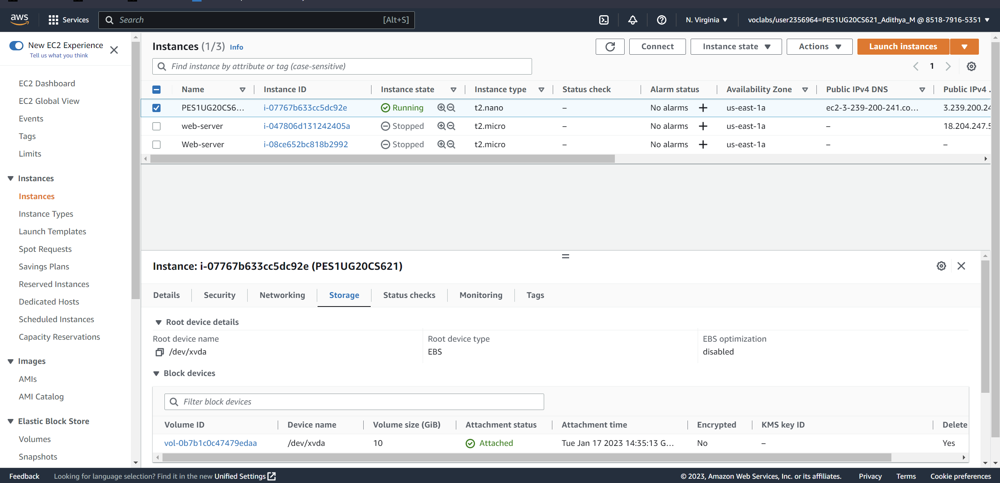 aws
Services
Search [Alt+S]
N. Virginia
voclabs/user2356964=PES1UG20CS621_Adithya_M @ 8518-7916-5351
New EC2 Experience
Tell us what you think
EC2 Dashboard
EC2 Global View
Events
Tags
Limits
Instances
Instances
Instance Types
Launch Templates
Spot Requests
Savings Plans
Reserved Instances
Dedicated Hosts
Scheduled Instances
Capacity Reservations
Images
AMIs
AMI Catalog
Elastic Block Store
Volumes
Snapshots
Instances (1/3) Info
Connect
Instance state
Actions
Launch instances
Find instance by attribute or tag (case-sensitive)
1
Name Instance ID Instance state Instance type Status check Alarm status Availability Zone Public IPv4 DNS Public IPv4 .
PES1UG20CS6... i-07767b633cc5dc92e Running t2.nano – No alarms + us-east-1a ec2-3-239-200-241.co... 3.239.200.24
web-server i-047806d131242405a Stopped t2.micro – No alarms + us-east-1a – 18.204.247.5
Web-server i-08ce652bc818b2992 Stopped t2.micro – No alarms + us-east-1a – –
Instance: i-07767b633cc5dc92e (PES1UG20CS621)
Details Security Networking Storage Status checks Monitoring Tags
Root device details
Root device name Root device type EBS optimization
/dev/xvda EBS disabled
Block devices
Filter block devices
Volume ID Device name Volume size (GiB) Attachment status Attachment time Encrypted KMS key ID Delete
vol-0b7b1c0c47479edaa /dev/xvda 10 Attached Tue Jan 17 2023 14:35:13 G... No – Yes
Feedback Looking for language selection? Find it in the new Unified Settings © 2023, Amazon Web Services, Inc. or its affiliates. Privacy Terms Cookie preferences